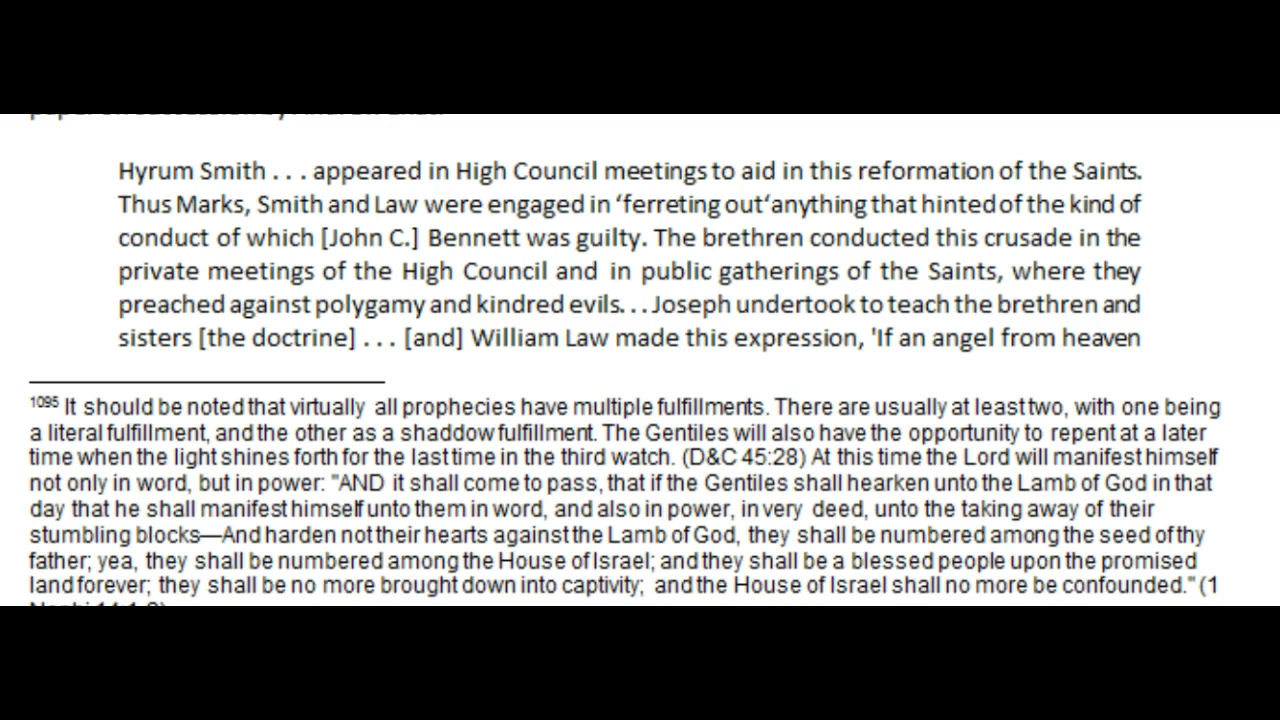 Hyrum Smith . . . appeared in High Council meetings to aid in this reformation of the Saints.
Thus Marks, Smith and Law were engaged in ‘ferreting out‘anything that hinted of the kind of
conduct of which [John C.] Bennett was guilty. The brethren conducted this crusade in the
private meetings of the High Council and in public gatherings of the Saints, where they
preached against polygamy and kindred evils. . . Joseph undertook to teach the brethren and
sisters [the doctrine] . . . [and] William Law made this expression, 'If an angel from heaven
1095 It should be noted that virtually all prophecies have multiple fulfillments. There are usually at least two, with one being
a literal fulfillment, and the other as a shaddow fulfillment. The Gentiles will also have the opportunity to repent at a later
time when the light shines forth for the last time in the third watch. (D&C 45:28) At this time the Lord will manifest himself
not only in word, but in power: "AND it shall come to pass, that if the Gentiles shall hearken unto the Lamb of God in that
day that he shall manifest himself unto them in word, and also in power, in very deed, unto the taking away of their
stumbling blocks—And harden not their hearts against the Lamb of God, they shall be numbered among the seed of thy
father; yea, they shall be numbered among the House of Israel; and they shall be a blessed people upon the promised
land forever; they shall be no more brought down into captivity; and the House of Israel shall no more be confounded." (1